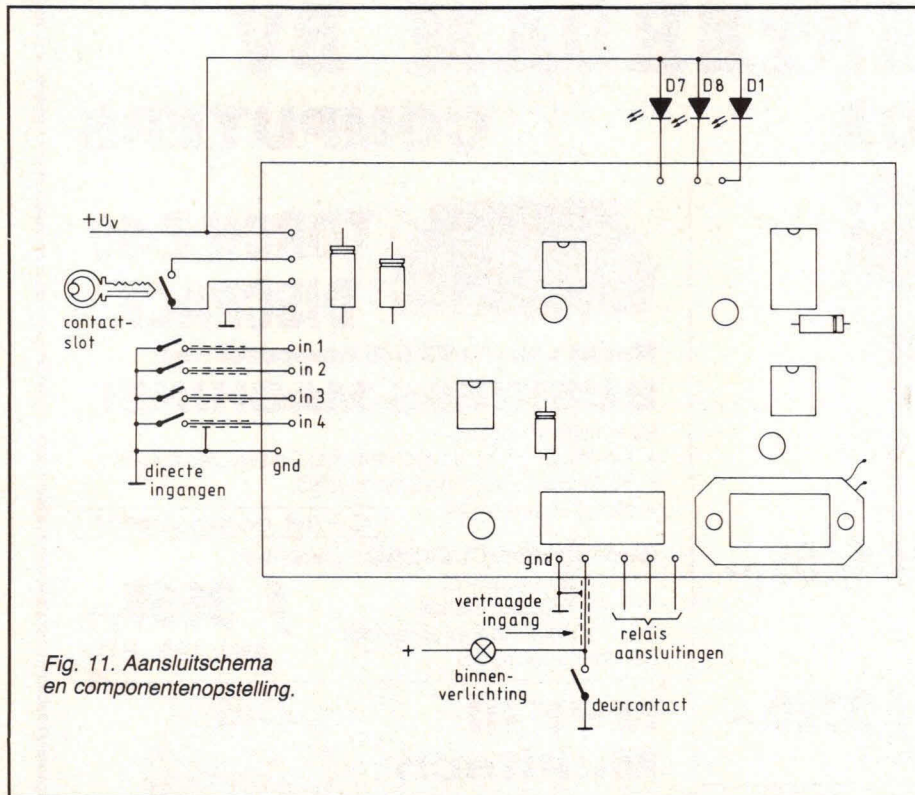 D7 D8 D1
+Uv
contact-
slot
in 1
in 2
in 3
in 4
gnd
directe
ingangen
gnd
vertraagde
ingang
relais
aansluitingen
+
binnen-
verlichting
deurcontact
Fig. 11. Aansluitschema
en componentenopstelling.